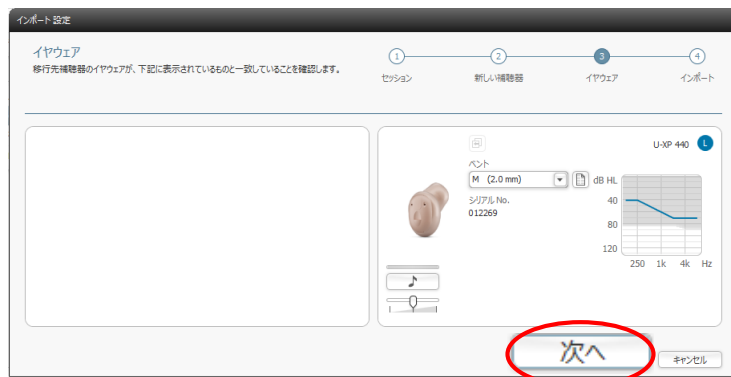 インポート設定
イヤウェア
移行先補聴器のイヤウェアが、下記に表示されているものと一致していることを確認します。
1 2 3 4
セッション 新しい補聴器 イヤウェア インポート
U-XP 440 L
ベント
M (2.0 mm)
dB HL
シリアル No.
012269
40
80
120
250 1k 4k Hz
次へ
キャンセル